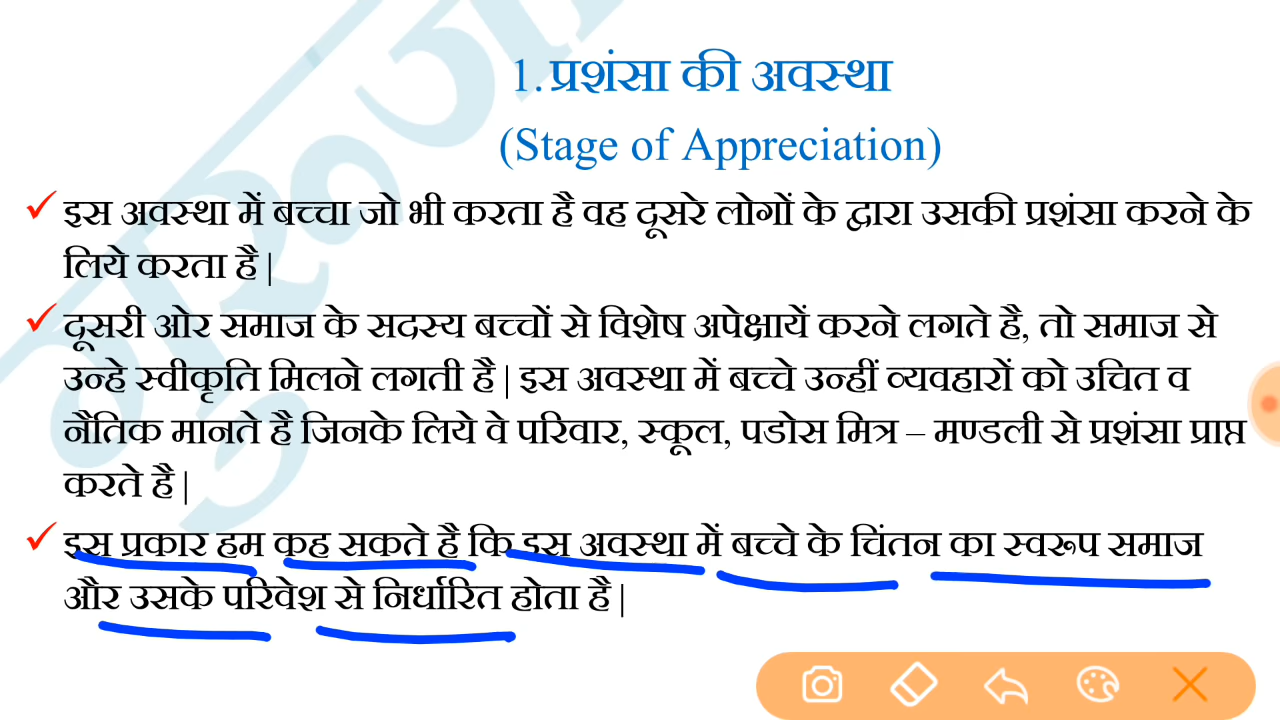 1. प्रशंसा की अवस्था
(Stage of Appreciation)
इस अवस्था में बच्चा जो भी करता है वह दूसरे लोगों के द्वारा उसकी प्रशंसा करने के
लिये करता है |
दूसरी ओर समाज के सदस्य बच्चों से विशेष अपेक्षायें करने लगते है, तो समाज से
उन्हे स्वीकृति मिलने लगती है | इस अवस्था में बच्चे उन्हीं व्यवहारों को उचित व
नैतिक मानते है जिनके लिये वे परिवार, स्कूल, पडोस मित्र – मण्डली से प्रशंसा प्राप्त
करते है |
इस प्रकार हम कह सकते है कि इस अवस्था में बच्चे के चिंतन का स्वरूप समाज
और उसके परिवेश से निर्धारित होता है |